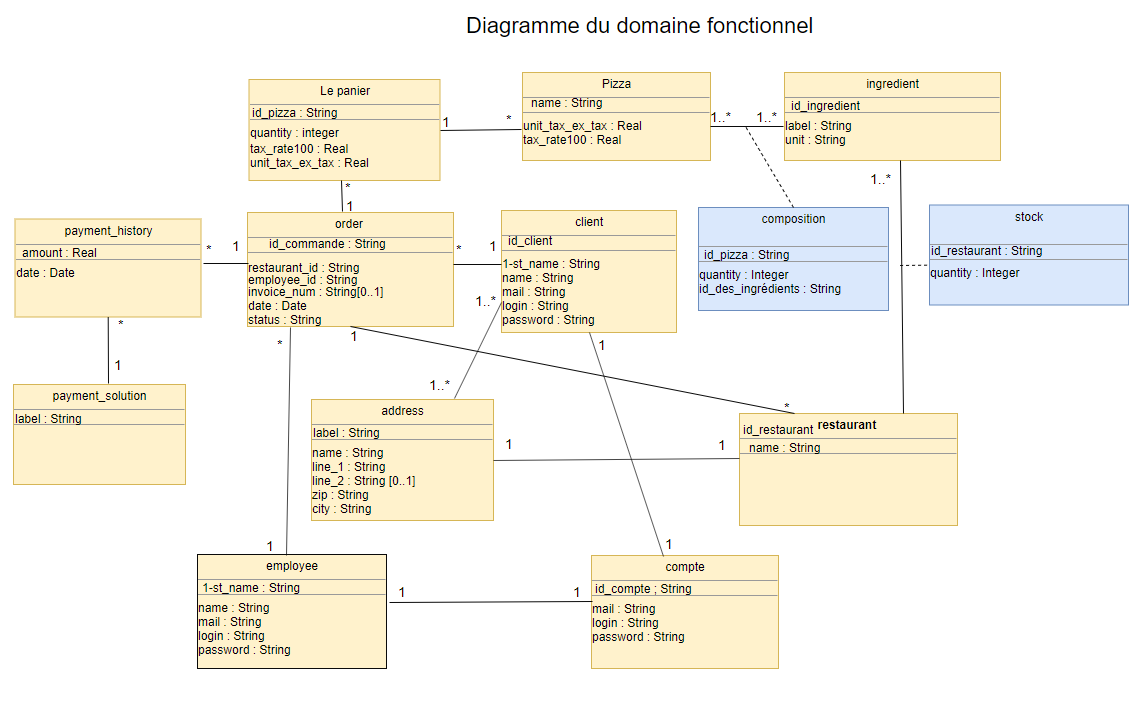 Diagramme du domaine fonctionnel
Le panier
id_pizza : String
quantity : integer
tax_rate100 : Real
unit_tax_ex_tax : Real
1
*
Pizza
name : String
unit_tax_ex_tax : Real
tax_rate100 : Real
1..*
1..*
ingredient
id_ingredient
label : String
unit : String
1..*
*
1
payment_history
amount : Real
date : Date
*
1
order
id_commande : String
restaurant_id : String
employee_id : String
invoice_num : String[0..1]
date : Date
status : String
*
1
client
id_client
1-st_name : String
name : String
mail : String
login : String
password : String
composition
id_pizza : String
quantity : Integer
id_des_ingrédients : String
stock
id_restaurant : String
quantity : Integer
1..*
*
1
*
1
1
1..*
*
payment_solution
label : String
address
label : String
name : String
line_1 : String
line_2 : String [0..1]
zip : String
city : String
1
1
id_restaurant restaurant
name : String
1
1
employee
1-st_name : String
name : String
mail : String
login : String
password : String
1
1
compte
id_compte ; String
mail : String
login : String
password : String